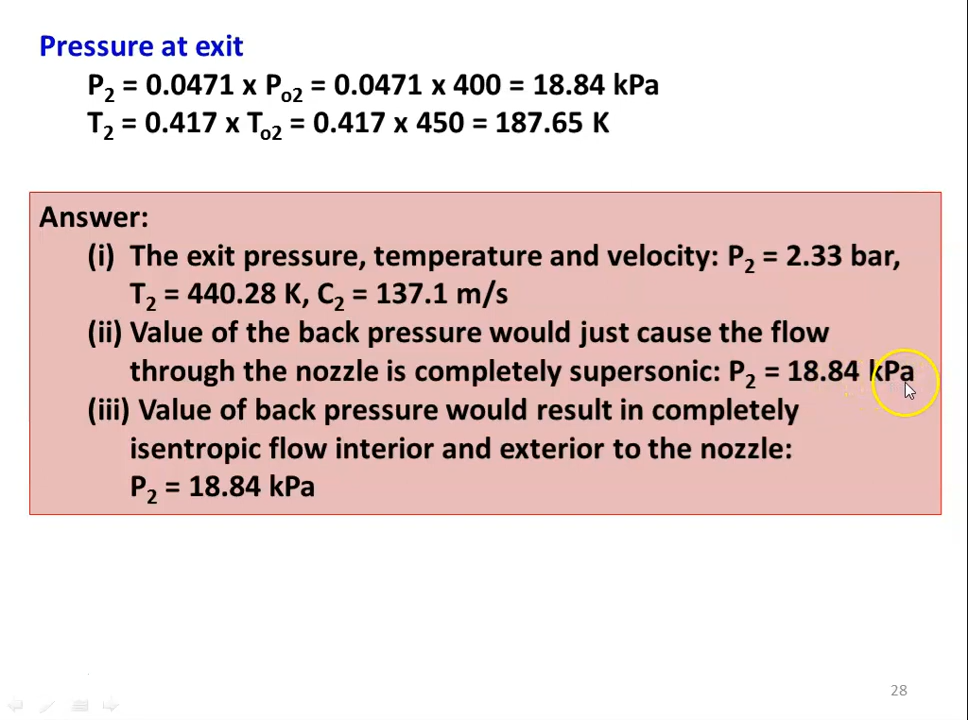 Pressure at exit
P₂ = 0.0471 x Pₒ₂ = 0.0471 x 400 = 18.84 kPa
T₂ = 0.417 x Tₒ₂ = 0.417 x 450 = 187.65 K
Answer:
(i) The exit pressure, temperature and velocity: P₂ = 2.33 bar,
T₂ = 440.28 K, C₂ = 137.1 m/s
(ii) Value of the back pressure would just cause the flow
through the nozzle is completely supersonic: P₂ = 18.84 kPa
(iii) Value of back pressure would result in completely
isentropic flow interior and exterior to the nozzle:
P₂ = 18.84 kPa
28